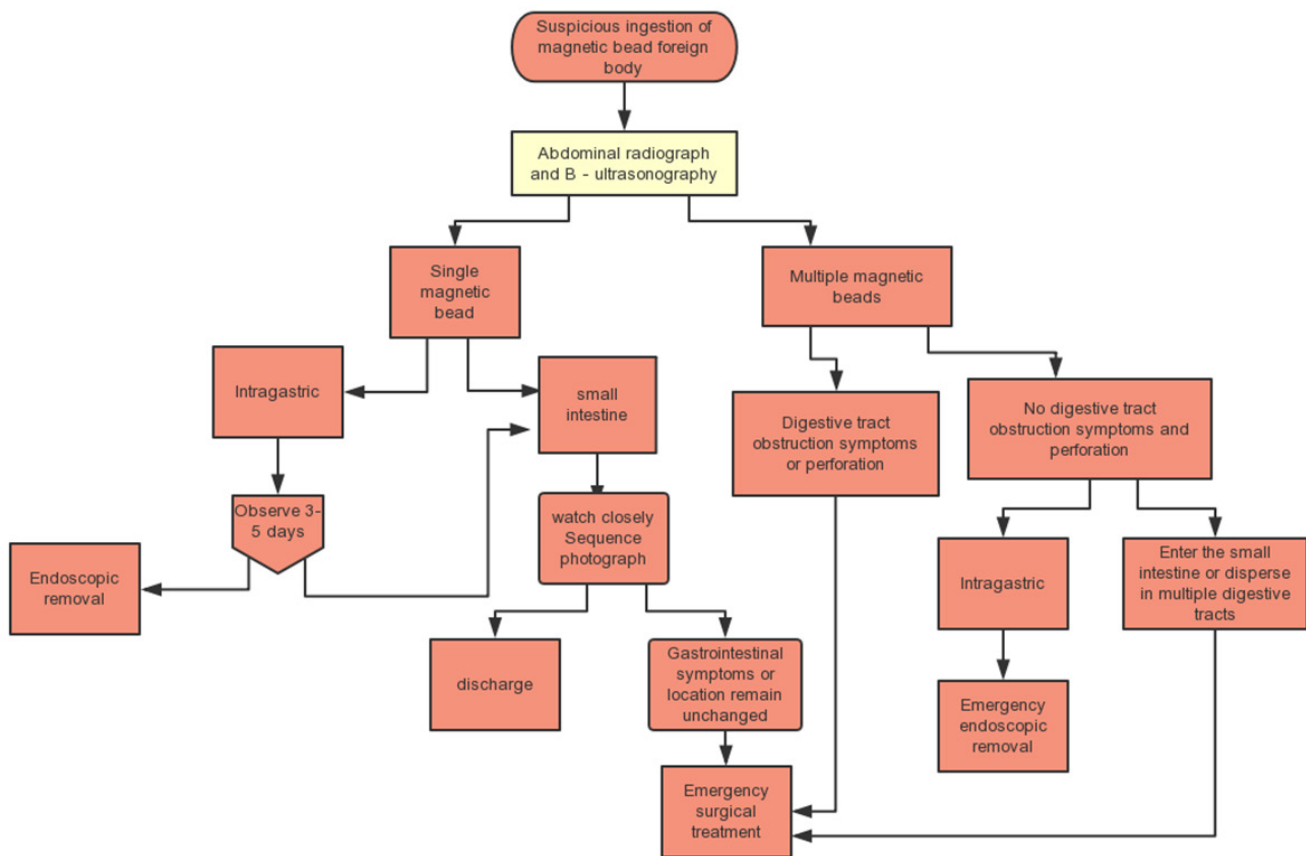 Suspicious ingestion of
magnetic bead foreign
body
Abdominal radiograph
and B - ultrasonography
Single
magnetic
bead
Multiple magnetic
beads
Intragastric
small
intestine
Digestive tract
obstruction symptoms
or perforation
No digestive tract
obstruction symptoms and
perforation
Observe 3-
5 days
watch closely
Sequence
photograph
Endoscopic
removal
Intragastric
Enter the small
intestine or disperse
in multiple digestive
tracts
discharge
Gastrointestinal
symptoms or
location remain
unchanged
Emergency
endoscopic
removal
Emergency
surgical
treatment